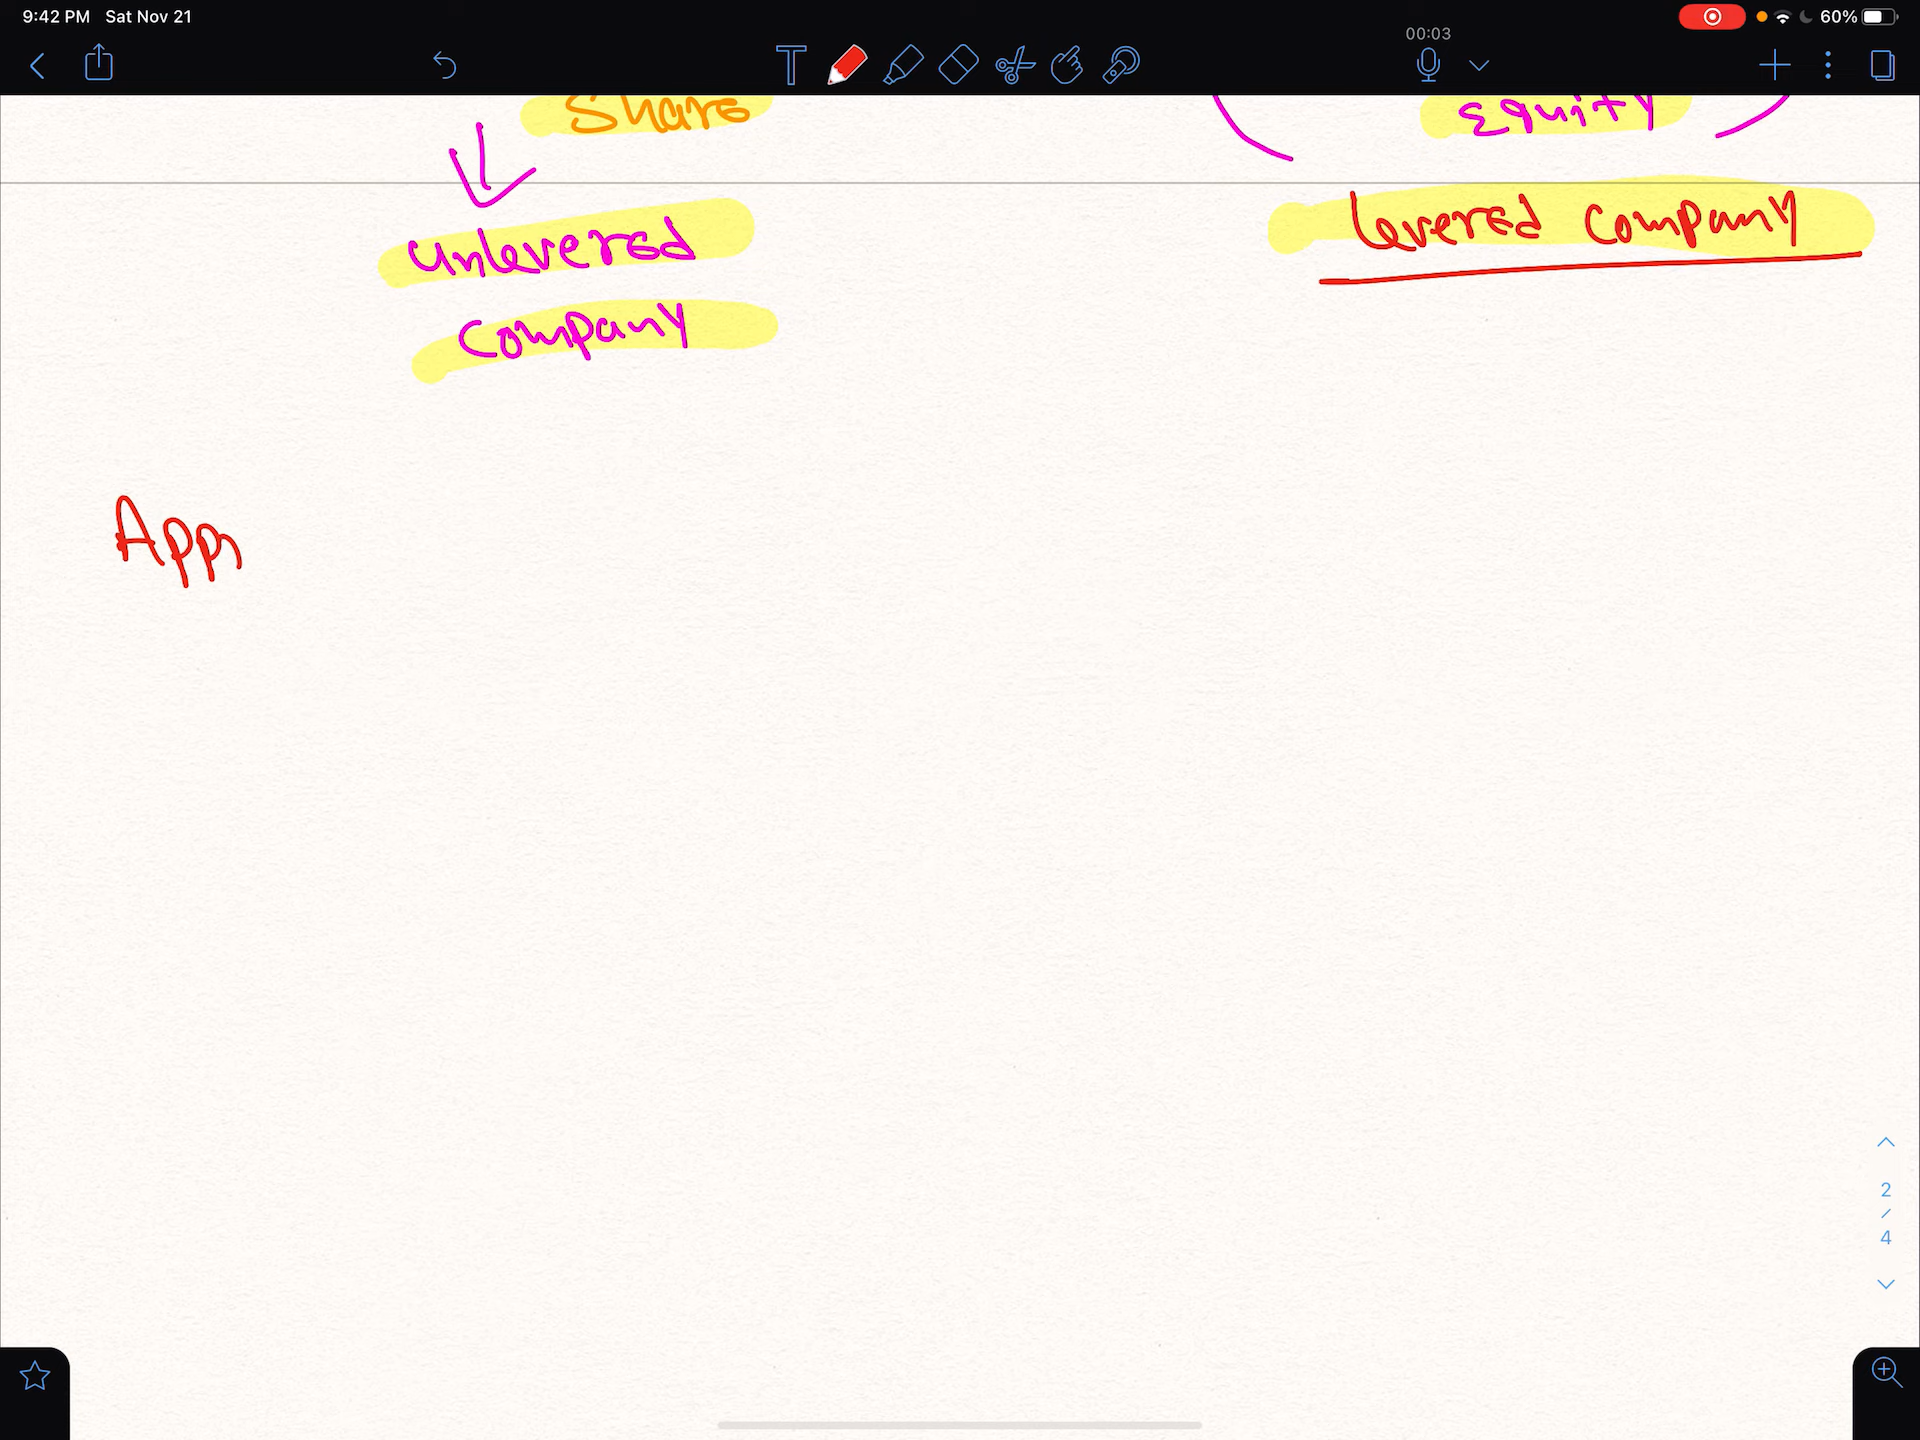 9:42 PM Sat Nov 21
60%
00:03
Share
Equity
Unlevered
Company
Levered Company
App
2
4